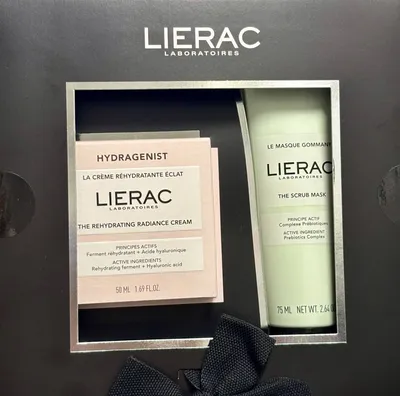 LIERAC
LABORATOIRES
HYDRAGENIST
LA CRÈME RÉHYDRATANTE ÉCLAT
LIERAC
LABORATOIRES
THE REHYDRATING RADIANCE CREAM
PRINCIPES ACTIFS
Ferment réhydratant + Acide hyaluronique
ACTIVE INGREDIENTS
Rehydrating ferment + Hyaluronic acid
50 ML 1.69 FL.OZ.
LE MASQUE GOMMANT
LIERAC
LABORATOIRES
THE SCRUB MASK
PRINCIPE ACTIF
Complexe Prébiotiques
ACTIVE INGREDIENT
Prebiotics Complex
75 ML NET WT. 2.64